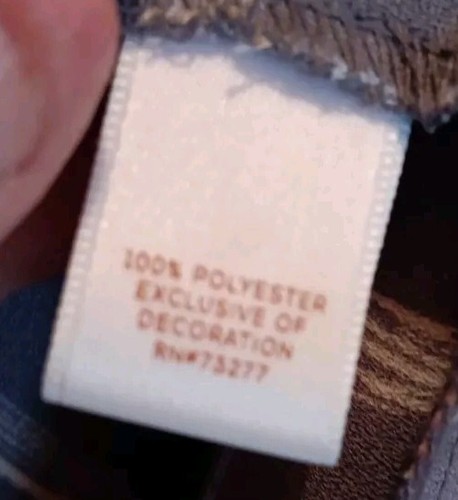 100% POLYESTER
EXCLUSIVE OF
DECORATION
RN#73277